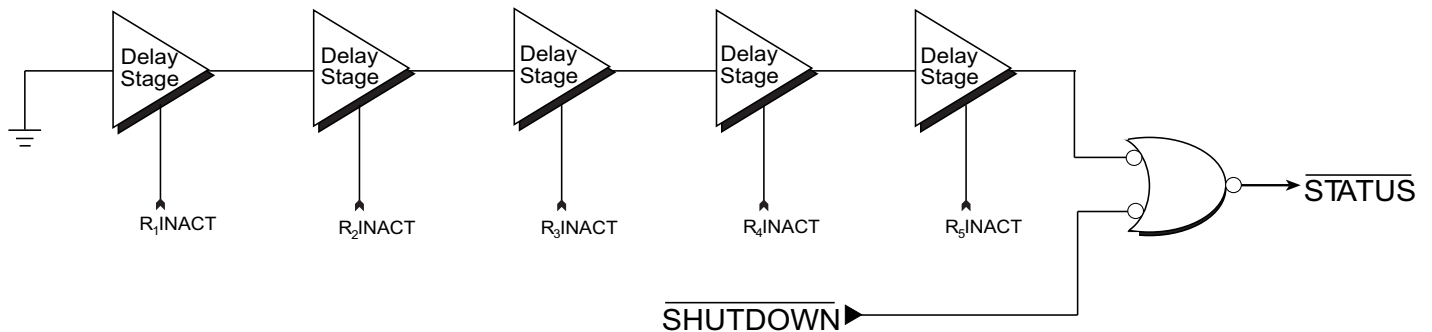 Delay
Stage
Delay
Stage
Delay
Stage
Delay
Stage
Delay
Stage
R₁INACT
R₂INACT
R₃INACT
R₄INACT
R₅INACT
STATUS
SHUTDOWN